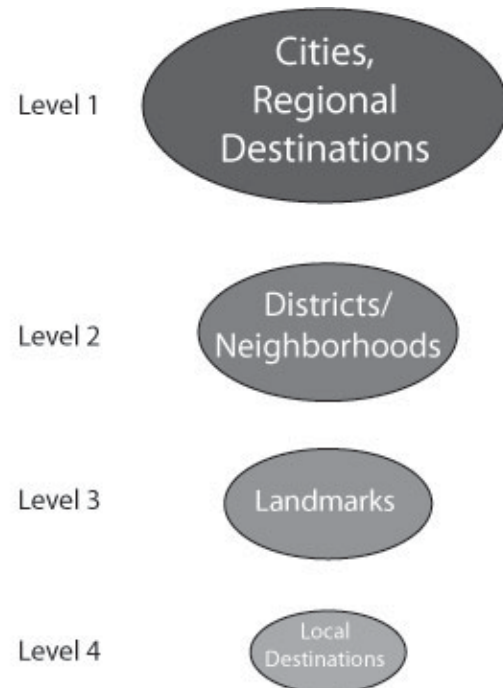 Level 1
Cities,
Regional
Destinations
Level 2
Districts/
Neighborhoods
Level 3
Landmarks
Level 4
Local
Destinations